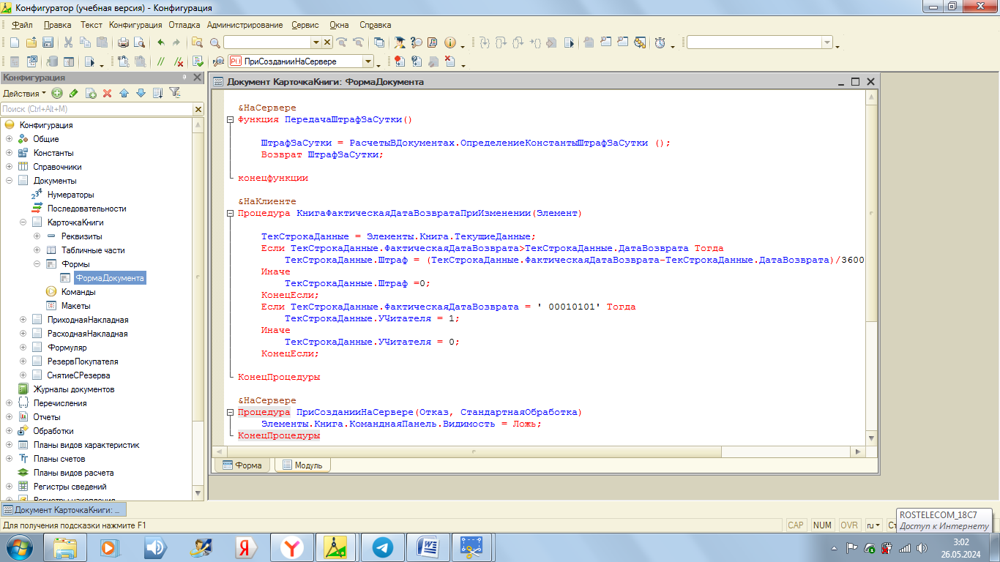 Конфигуратор (учебная версия) - Конфигурация
Файл Правка Текст Конфигурация Отладка Администрирование Сервис Окна Справка
ПриСозданииНаСервере
Конфигурация
Действия
Поиск (Ctrl+Alt+M)
Конфигурация
Общие
Константы
Справочники
Документы
Нумераторы
Последовательности
КарточкаКниги
Реквизиты
Табличные части
Формы
ФормаДокумента
Команды
Макеты
ПриходнаяНакладная
РасходнаяНакладная
Формуляр
РезервПокупателя
СнятиеСРезерва
Журналы документов
Перечисления
Отчеты
Обработки
Планы видов характеристик
Планы счетов
Планы видов расчета
Регистры сведений
Регистры накопления
Документ КарточкаКниги: ФормаДокумента
&НаСервере
функция ПередачаШтрафЗаСутки()
ШтрафЗаСутки = РасчетыВДокументах.ОпределениеКонстантыШтрафЗаСутки ();
Возврат ШтрафЗаСутки;
конецфункции
&НаКлиенте
Процедура КнигаФактическаяДатаВозвратаПриИзменении(Элемент)
ТекСтрокаДанные = Элементы.Книга.ТекущиеДанные;
Если ТекСтрокаДанные.ФактическаяДатаВозврата>ТекСтрокаДанные.ДатаВозврата Тогда
ТекСтрокаДанные.Штраф = (ТекСтрокаДанные.ФактическаяДатаВозврата-ТекСтрокаДанные.ДатаВозврата)/3600
Иначе
ТекСтрокаДанные.Штраф =0;
КонецЕсли;
Если ТекСтрокаДанные.ФактическаяДатаВозврата = ' 00010101' Тогда
ТекСтрокаДанные.УЧитателя = 1;
Иначе
ТекСтрокаДанные.УЧитателя = 0;
КонецЕсли;
КонецПроцедуры
&НаСервере
Процедура ПриСозданииНаСервере(Отказ, СтандартнаяОбработка)
Элементы.Книга.КоманднаяПанель.Видимость = Ложь;
КонецПроцедуры
Форма Модуль
Документ КарточкаКниги: ...
Для получения подсказки нажмите F1
CAP NUM OVR ru Ст
ROSTELECOM_18C7
Доступ к Интернету
3:02
26.05.2024